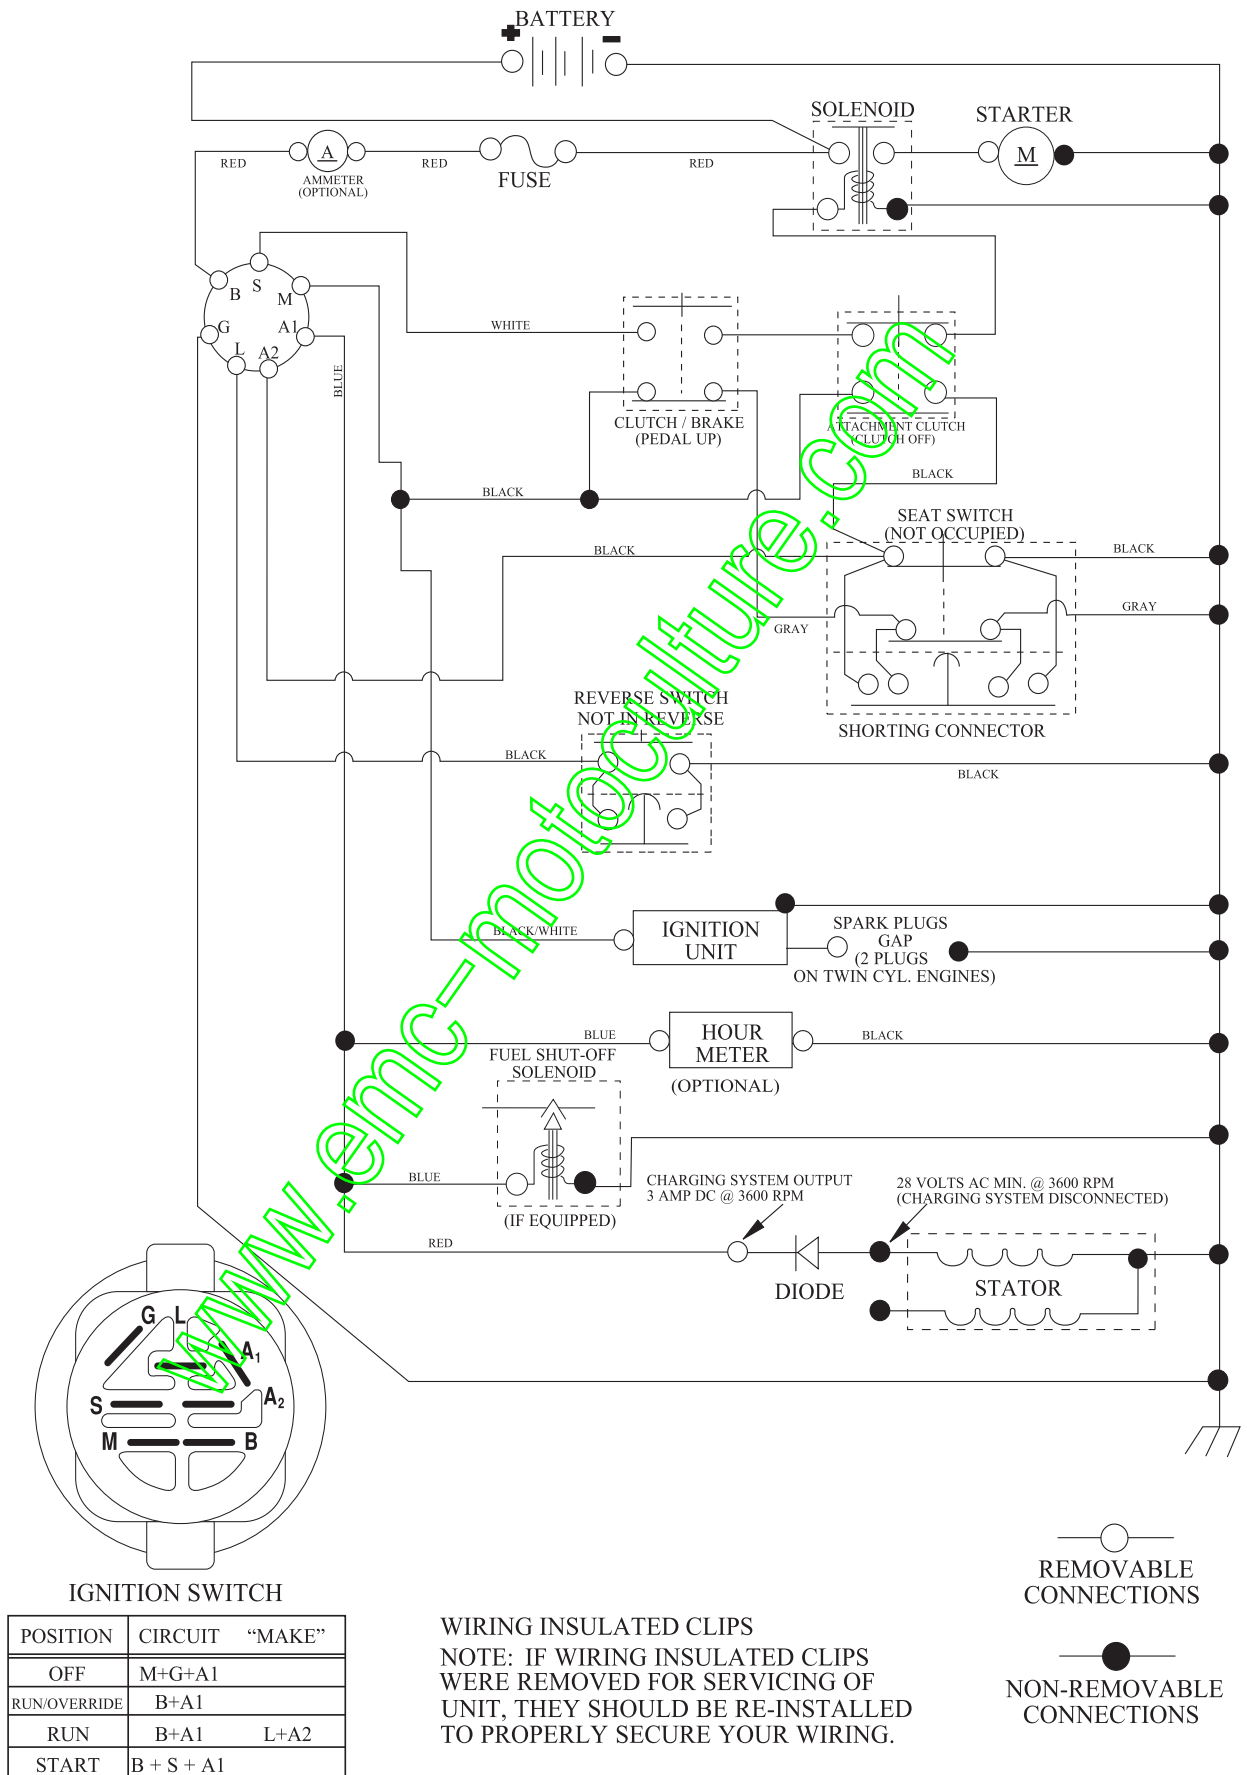 BATTERY
SOLENOID
STARTER
RED
A
RED
FUSE
RED
M
AMMETER
(OPTIONAL)
B
S
M
G
A1
L
A2
WHITE
BLUE
CLUTCH / BRAKE
(PEDAL UP)
ATTACHMENT CLUTCH
(CLUTCH OFF)
BLACK
BLACK
SEAT SWITCH
(NOT OCCUPIED)
BLACK
BLACK
GRAY
GRAY
REVERSE SWITCH
NOT IN REVERSE
SHORTING CONNECTOR
BLACK
BLACK
BLACK/WHITE
IGNITION
UNIT
SPARK PLUGS
GAP
(2 PLUGS
ON TWIN CYL. ENGINES)
BLUE
HOUR
METER
BLACK
(OPTIONAL)
FUEL SHUT-OFF
SOLENOID
BLUE
(IF EQUIPPED)
CHARGING SYSTEM OUTPUT
3 AMP DC @ 3600 RPM
28 VOLTS AC MIN. @ 3600 RPM
(CHARGING SYSTEM DISCONNECTED)
RED
DIODE
STATOR
www.emc-motoculture.com
G
L
A1
S
A2
M
B
IGNITION SWITCH
POSITION CIRCUIT "MAKE"
OFF M+G+A1
RUN/OVERRIDE B+A1
RUN B+A1 L+A2
START B + S + A1
WIRING INSULATED CLIPS
NOTE: IF WIRING INSULATED CLIPS
WERE REMOVED FOR SERVICING OF
UNIT, THEY SHOULD BE RE-INSTALLED
TO PROPERLY SECURE YOUR WIRING.
REMOVABLE
CONNECTIONS
NON-REMOVABLE
CONNECTIONS